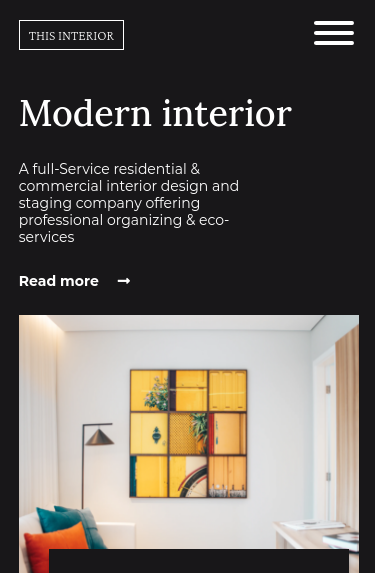 THIS INTERIOR
Modern interior
A full-Service residential &
commercial interior design and
staging company offering
professional organizing & eco-
services
Read more